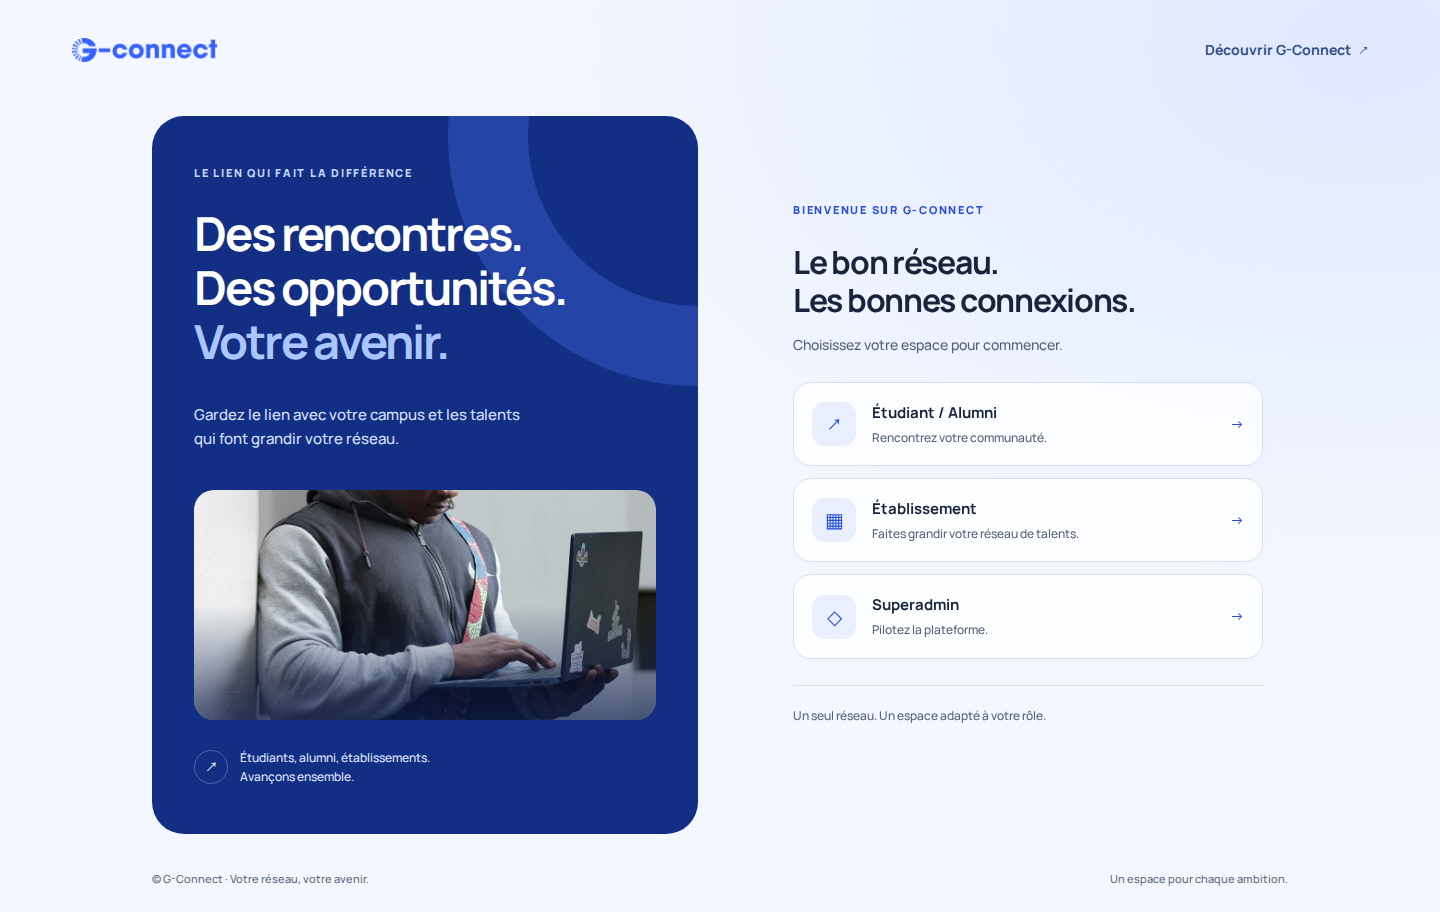 G-connect
Découvrir G-Connect ↗
LE LIEN QUI FAIT LA DIFFÉRENCE
Des rencontres.
Des opportunités.
Votre avenir.
Gardez le lien avec votre campus et les talents
qui font grandir votre réseau.
↗
Étudiants, alumni, établissements.
Avançons ensemble.
BIENVENUE SUR G-CONNECT
Le bon réseau.
Les bonnes connexions.
Choisissez votre espace pour commencer.
↗
Étudiant / Alumni
Rencontrez votre communauté.
→
▦
Établissement
Faites grandir votre réseau de talents.
→
◇
Superadmin
Pilotez la plateforme.
→
Un seul réseau. Un espace adapté à votre rôle.
© G-Connect · Votre réseau, votre avenir.
Un espace pour chaque ambition.